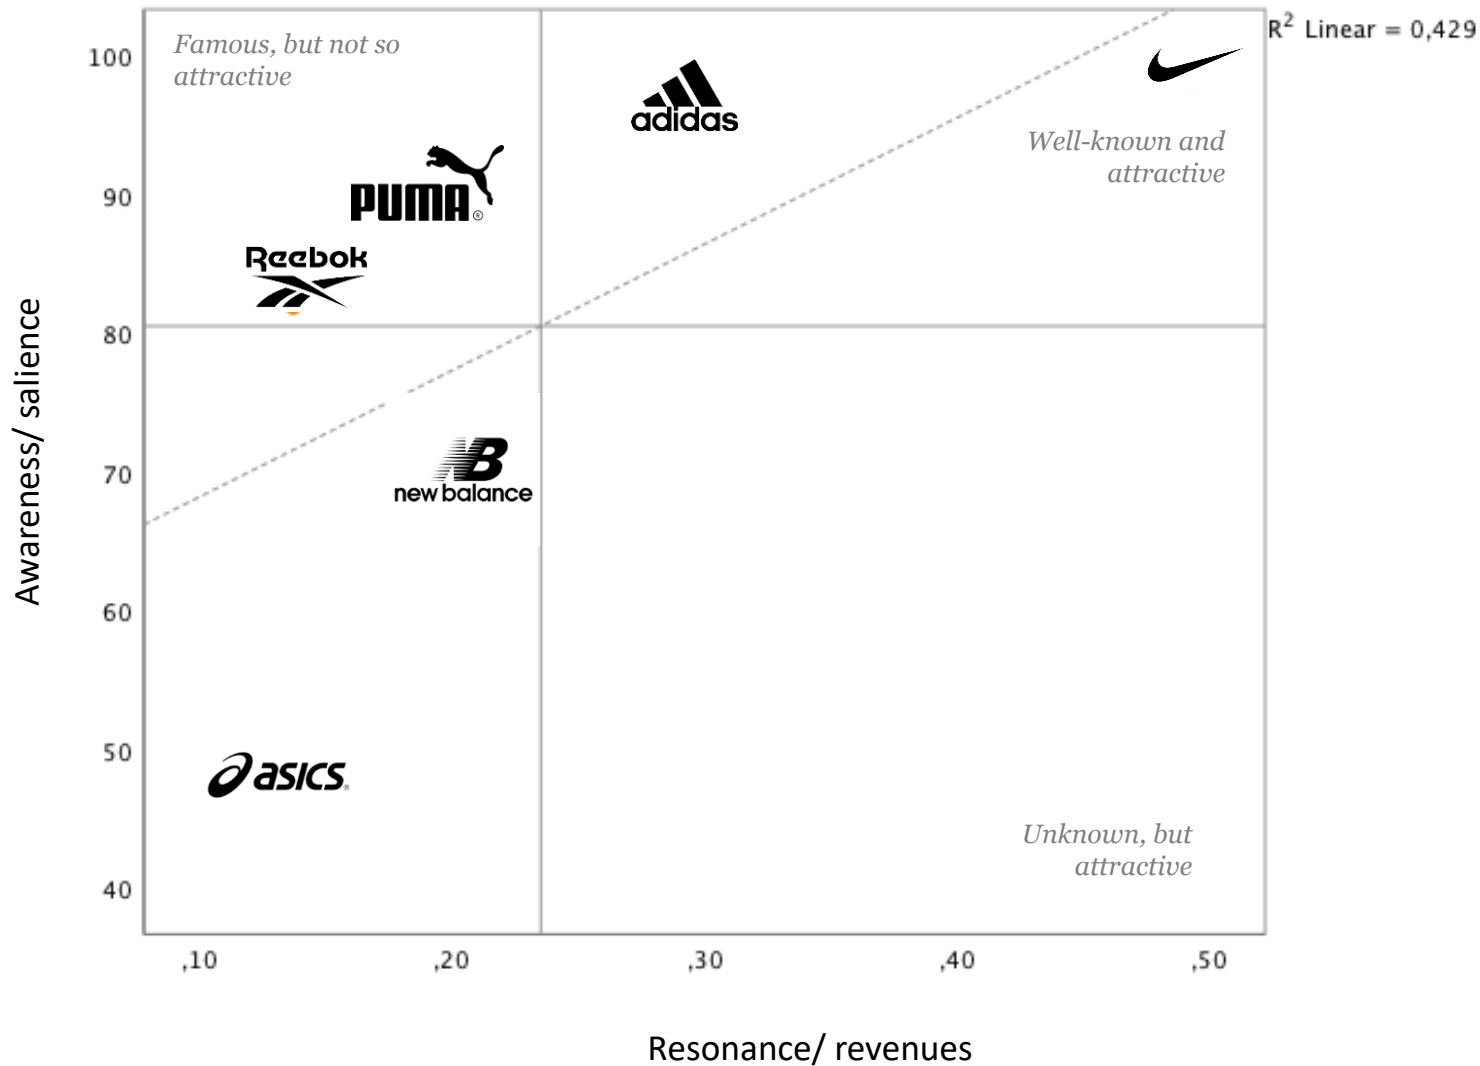 R² Linear = 0,429
Famous, but not so
attractive
100
adidas
Well-known and
attractive
PUMA®
90
Reebok
80
Awareness/ salience
70
NB
new balance
60
50
asics®
Unknown, but
attractive
40
,10 ,20 ,30 ,40 ,50
Resonance/ revenues